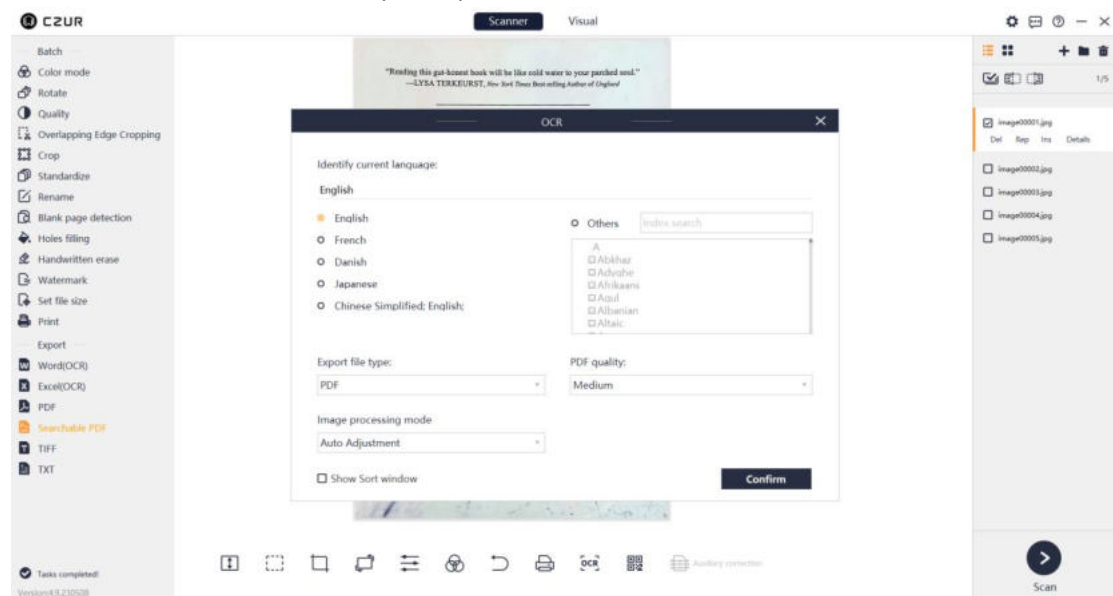 CZUR
Scanner
Visual
Batch
Color mode
Rotate
Quality
Overlapping Edge Cropping
Crop
Standardize
Rename
Blank page detection
Holes filling
Handwritten erase
Watermark
Set file size
Print
Export
Word(OCR)
Excel(OCR)
PDF
Searchable PDF
TIFF
TXT
Tasks completed!
Version:4.9.230508
"Reading this gut-honest book will be like cold water to your parched soul."
—LYSA TERKEURST, New York Times Best selling Author of Unglued
OCR
Identify current language:
English
English
French
Danish
Japanese
Chinese Simplified; English;
Others
Index search
A
Abkhaz
Adyghe
Afrikaans
Agul
Albanian
Altaic
Export file type:
PDF
PDF quality:
Medium
Image processing mode
Auto Adjustment
Show Sort window
Confirm
OCR
Auxiliary correction
1/5
image00001.jpg
Del Rep Ins Details
image00002.jpg
image00003.jpg
image00004.jpg
image00005.jpg
Scan